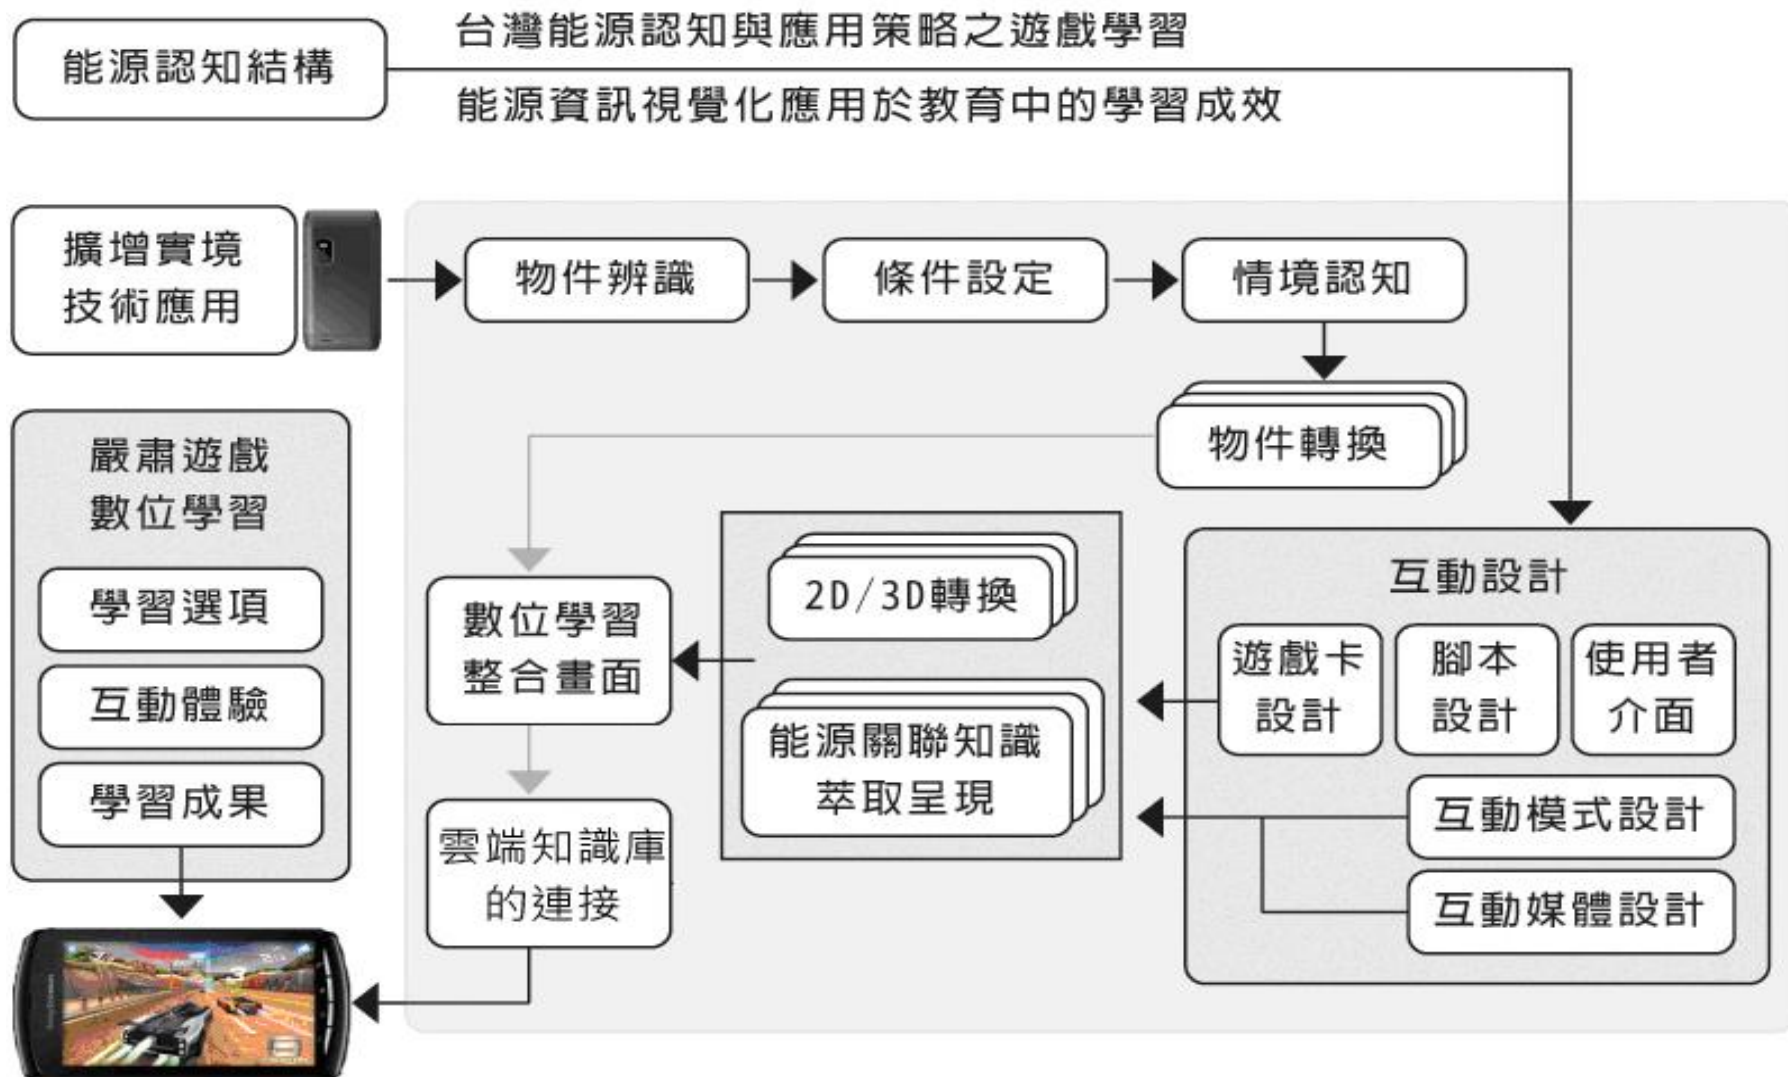 能源認知結構
台灣能源認知與應用策略之遊戲學習
能源資訊視覺化應用於教育中的學習成效
擴增實境
技術應用
物件辨識
條件設定
情境認知
物件轉換
嚴肅遊戲
數位學習
學習選項
互動體驗
學習成果
數位學習
整合畫面
雲端知識庫
的連接
2D/3D轉換
能源關聯知識
萃取呈現
互動設計
遊戲卡
設計
腳本
設計
使用者
介面
互動模式設計
互動媒體設計